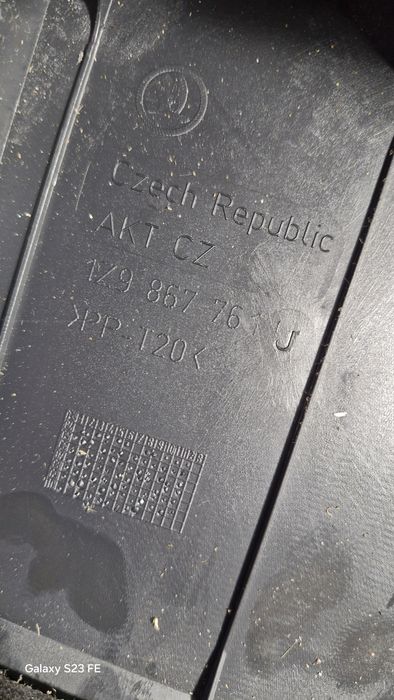 Czech Republic
AKT CZ
1Z9 867 761 U
>PP-T20<
Galaxy S23 FE